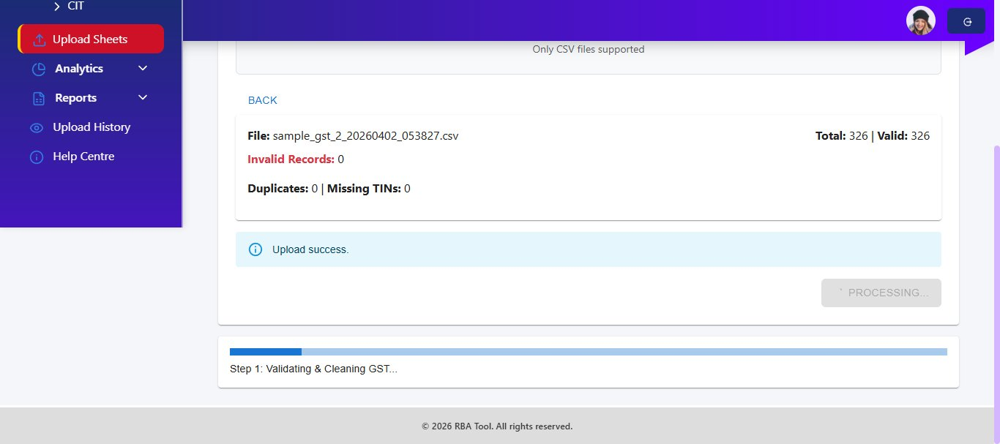 CIT
Upload Sheets
Analytics
Reports
Upload History
Help Centre
Only CSV files supported
BACK
File: sample_gst_2_20260402_053827.csv
Total: 326 | Valid: 326
Invalid Records: 0
Duplicates: 0 | Missing TINs: 0
Upload success.
PROCESSING...
Step 1: Validating & Cleaning GST...
© 2026 RBA Tool. All rights reserved.